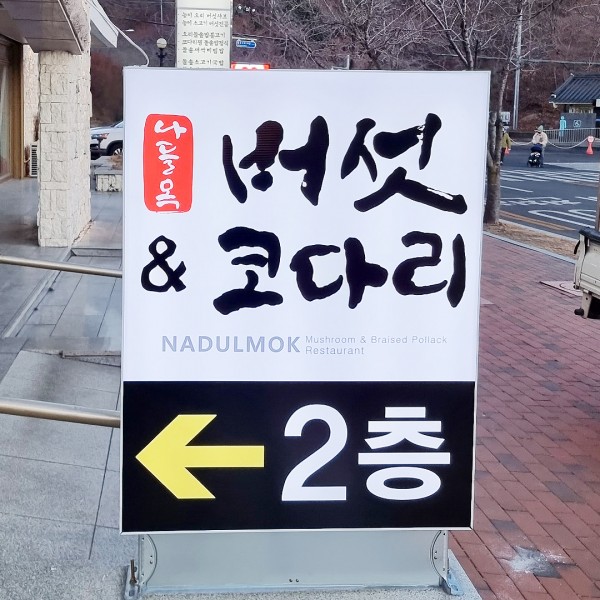 나들목
버섯
& 코다리
NADULMOK Mushroom & Braised Pollack
Restaurant
2층